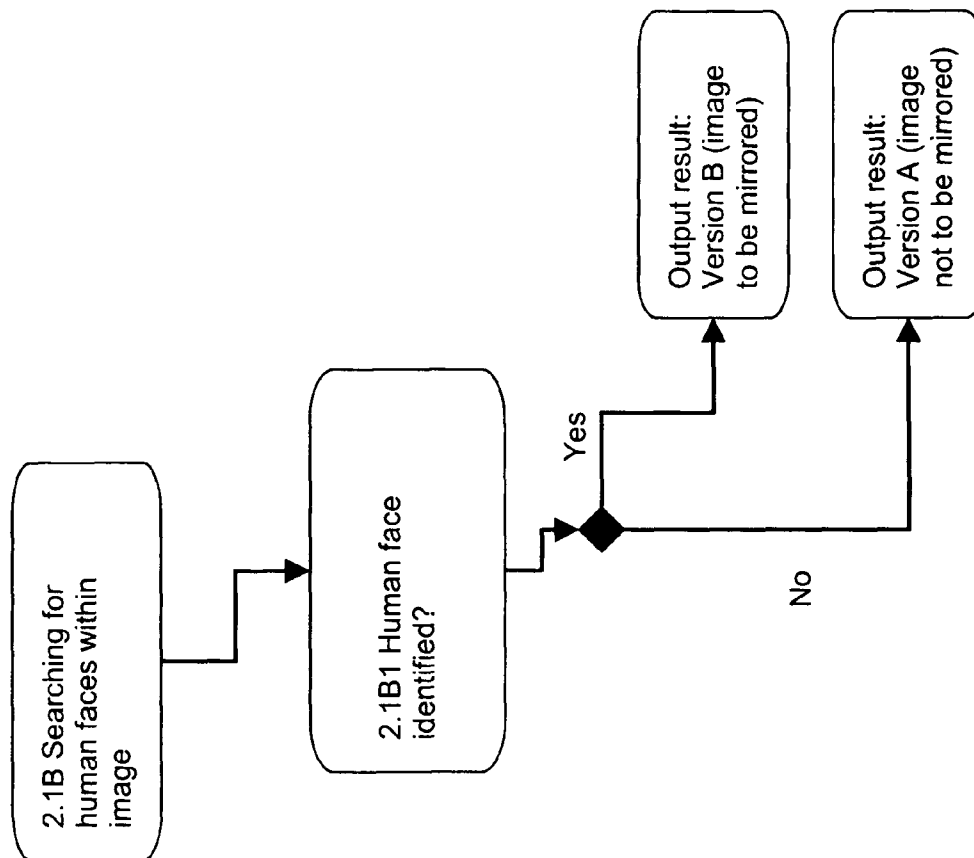 2.1B Searching for
human faces within
image
2.1B1 Human face
identified?
Yes
No
Output result:
Version B (image
to be mirrored)
Output result:
Version A (image
not to be mirrored)